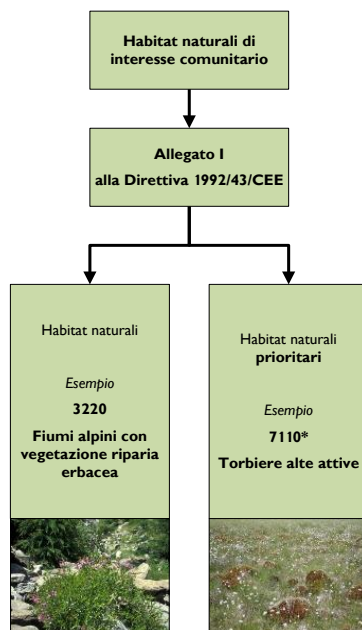 Habitat naturali di
interesse comunitario
Allegato I
alla Direttiva 1992/43/CEE
Habitat naturali
Esempio
3220
Fiumi alpini con
vegetazione riparia
erbacea
Habitat naturali
prioritari
Esempio
7110*
Torbiere alte attive